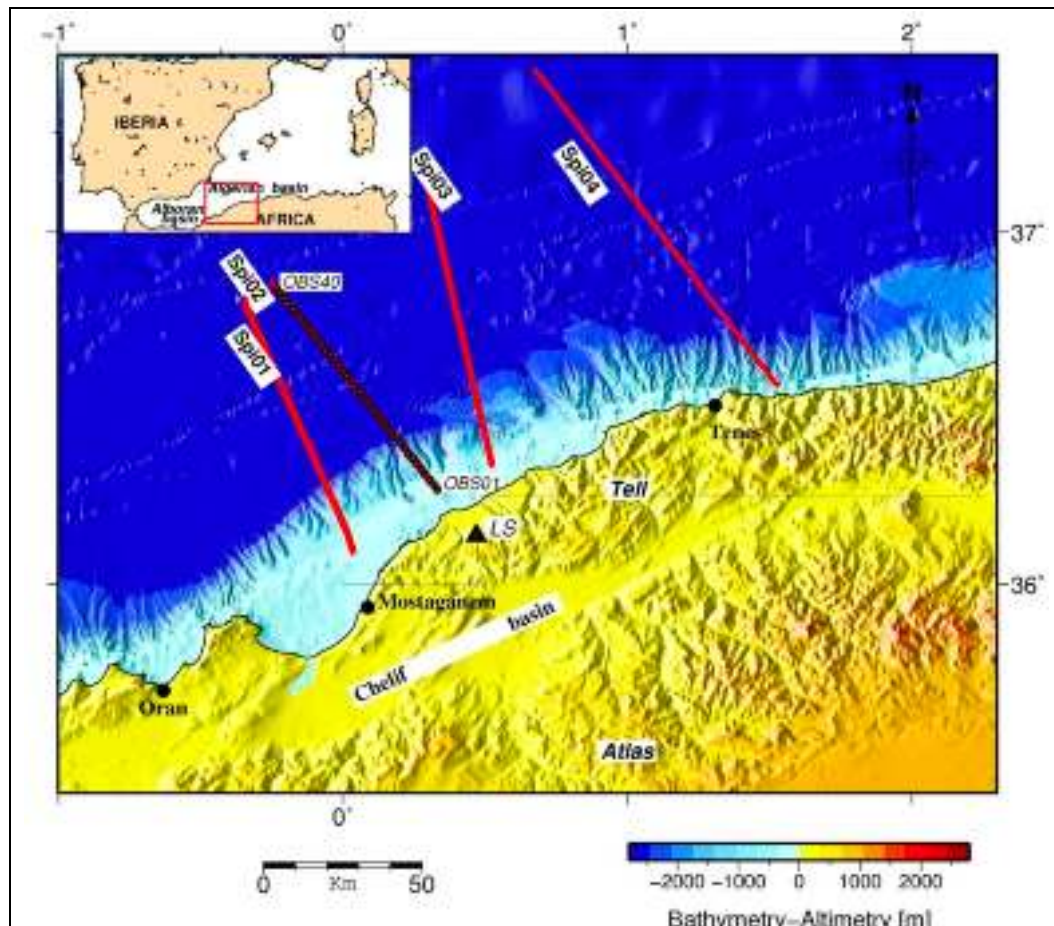 −1°
0°
1°
2°
IBERIA
Algerian basin
Alboran
basin
AFRICA
Spi03
Spi04
37°
Spi02
OBS40
Spi01
Tenes
OBS01
Tell
LS
36°
Mostaganem
Chelif basin
Oran
Atlas
−1°
0°
0 Km 50
−2000 −1000 0 1000 2000
Bathymetry−Altimetry [m]